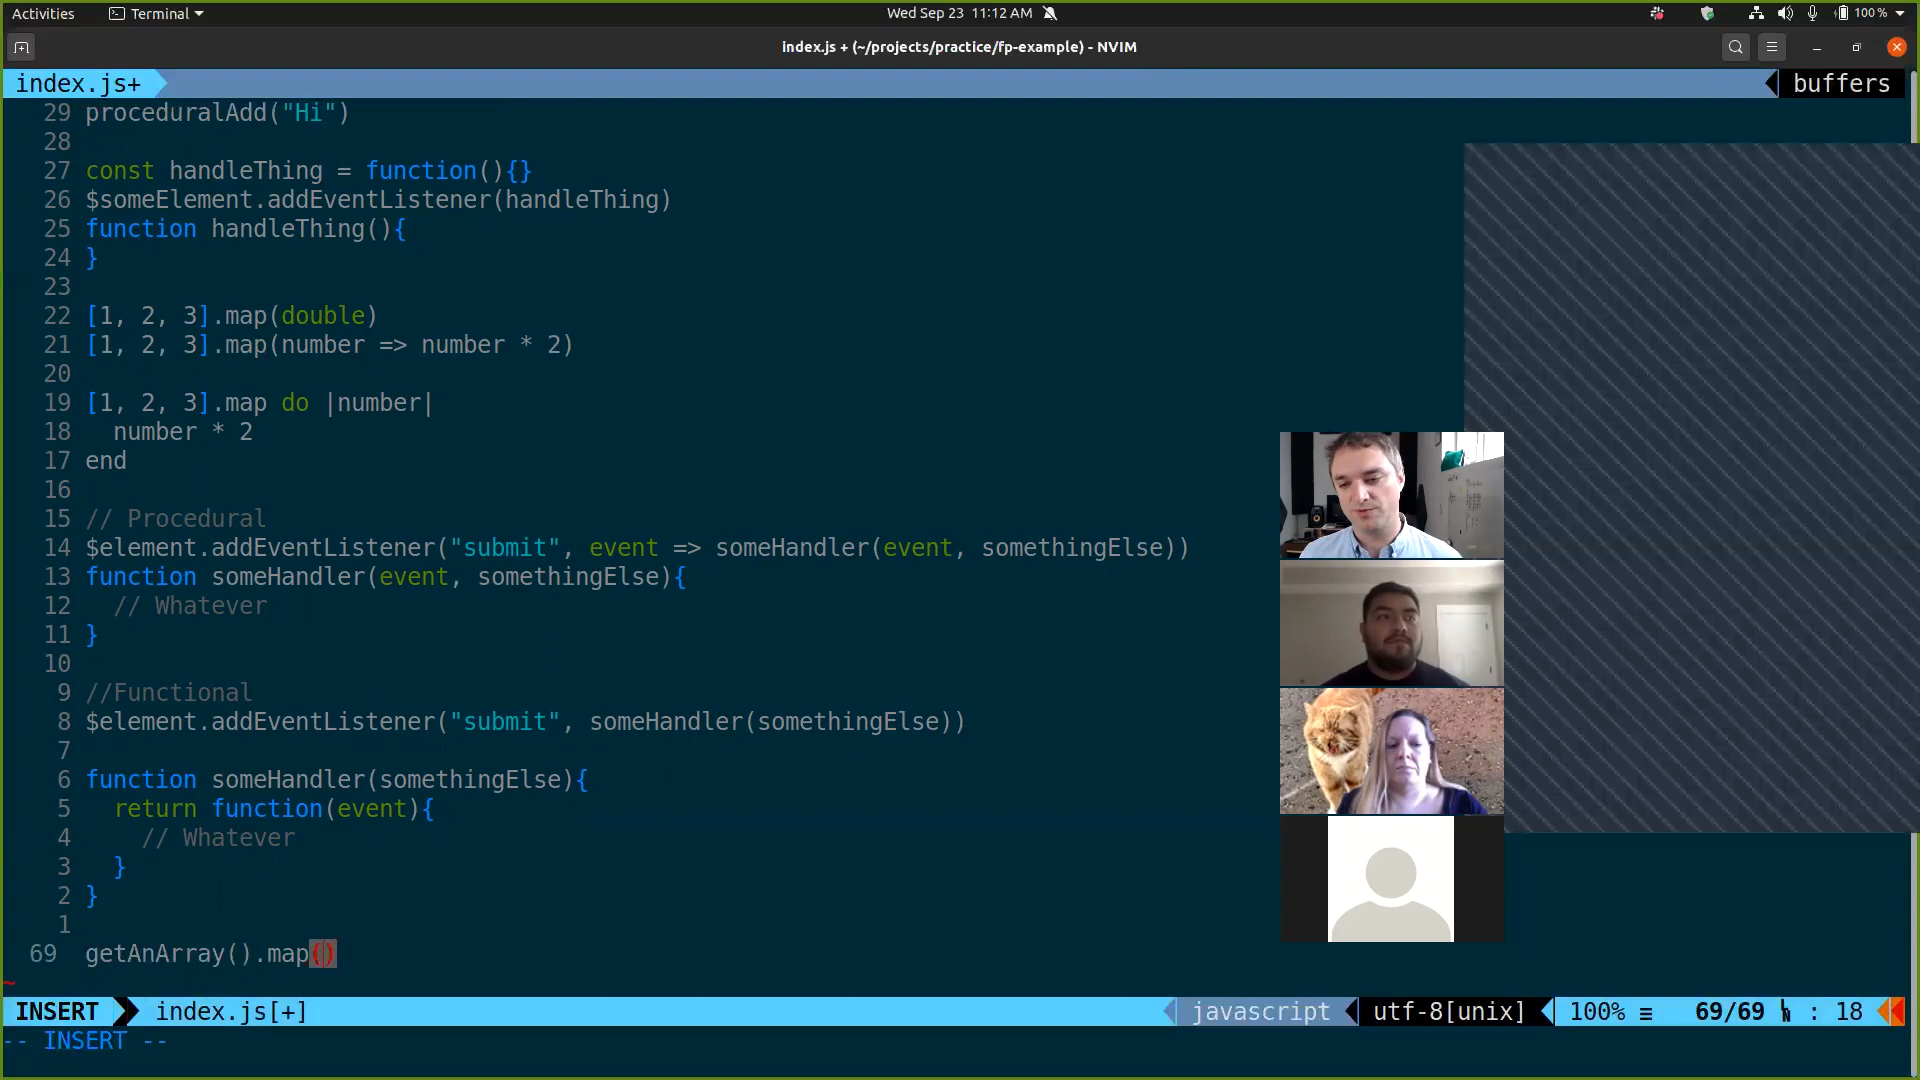 Activities Terminal Wed Sep 23 11:12 AM 100 %
index.js + (~/projects/practice/fp-example) - NVIM
index.js+ buffers
29 proceduralAdd("Hi")
28
27 const handleThing = function(){}
26 $someElement.addEventListener(handleThing)
25 function handleThing(){
24 }
23
22 [1, 2, 3].map(double)
21 [1, 2, 3].map(number => number * 2)
20
19 [1, 2, 3].map do |number|
18   number * 2
17 end
16
15 // Procedural
14 $element.addEventListener("submit", event => someHandler(event, somethingElse))
13 function someHandler(event, somethingElse){
12   // Whatever
11 }
10
9 //Functional
8 $element.addEventListener("submit", someHandler(somethingElse))
7
6 function someHandler(somethingElse){
5   return function(event){
4     // Whatever
3   }
2 }
1
69 getAnArray().map()
~
INSERT index.js[+] javascript utf-8[unix] 100% ≡ 69/69 ㏑ : 18
-- INSERT --